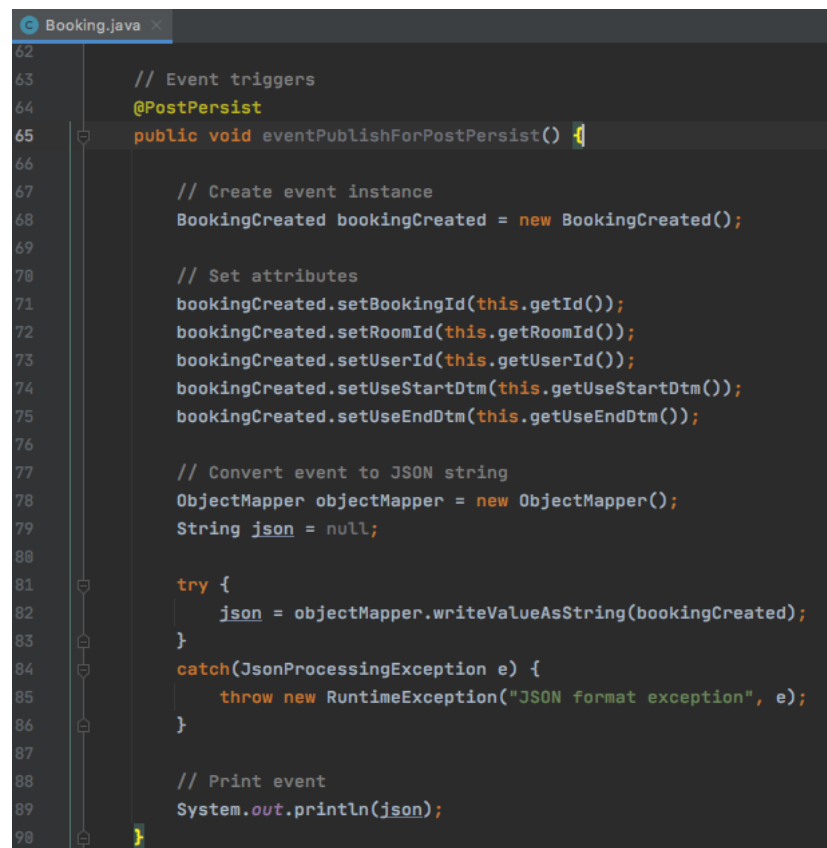 Booking.java
62
63 // Event triggers
64 @PostPersist
65 public void eventPublishForPostPersist() {
66
67 // Create event instance
68 BookingCreated bookingCreated = new BookingCreated();
69
70 // Set attributes
71 bookingCreated.setBookingId(this.getId());
72 bookingCreated.setRoomId(this.getRoomId());
73 bookingCreated.setUserId(this.getUserId());
74 bookingCreated.setUseStartDtm(this.getUseStartDtm());
75 bookingCreated.setUseEndDtm(this.getUseEndDtm());
76
77 // Convert event to JSON string
78 ObjectMapper objectMapper = new ObjectMapper();
79 String json = null;
80
81 try {
82 json = objectMapper.writeValueAsString(bookingCreated);
83 }
84 catch(JsonProcessingException e) {
85 throw new RuntimeException("JSON format exception", e);
86 }
87
88 // Print event
89 System.out.println(json);
90 }